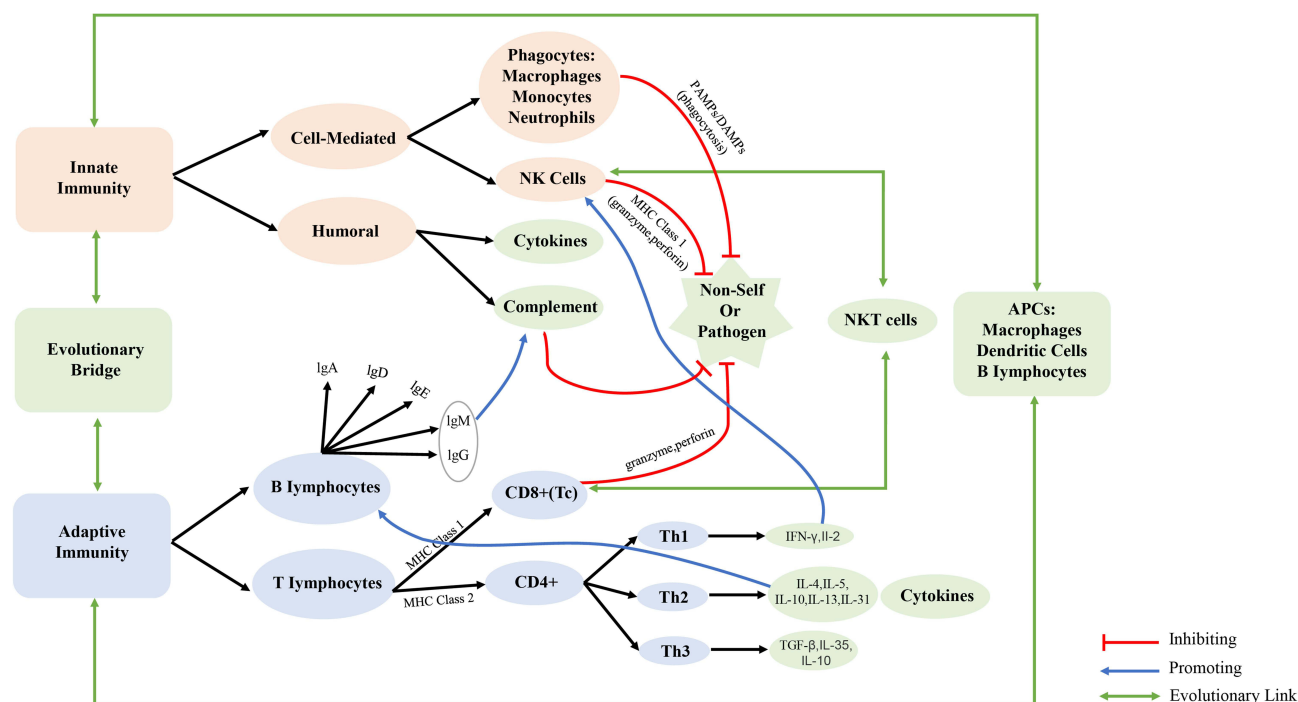 Phagocytes:
Macrophages
Monocytes
Neutrophils
PAMPs/DAMPs
(phagocytosis)
Cell-Mediated
Innate
Immunity
NK Cells
MHC Class 1
(granzyme,perforin)
Humoral
Cytokines
Non-Self
Or
Pathogen
Complement
NKT cells
APCs:
Macrophages
Dendritic Cells
B Iymphocytes
Evolutionary
Bridge
lgA
lgD
lgE
lgM
lgG
granzyme,perforin
B Iymphocytes
CD8+(Tc)
Adaptive
Immunity
MHC Class 1
Th1
IFN-γ,Il-2
T Iymphocytes
MHC Class 2
CD4+
Th2
IL-4,IL-5,
IL-10,IL-13,IL-31
Cytokines
Th3
TGF-β,IL-35,
IL-10
Inhibiting
Promoting
Evolutionary Link